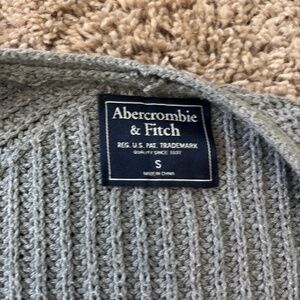 Abercrombie
& Fitch
REG. U.S. PAT. TRADEMARK
QUALITY SINCE 1892
S
MADE IN CHINA